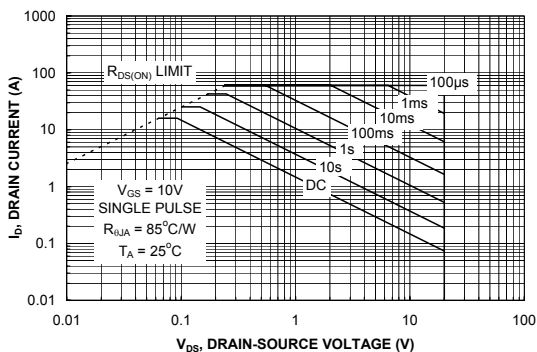 1000
100
10
1
0.1
0.01
I_D, DRAIN CURRENT (A)
R_DS(ON) LIMIT
100µs
1ms
10ms
100ms
1s
10s
DC
V_GS = 10V
SINGLE PULSE
R_θJA = 85°C/W
T_A = 25°C
0.01 0.1 1 10 100
V_DS, DRAIN-SOURCE VOLTAGE (V)